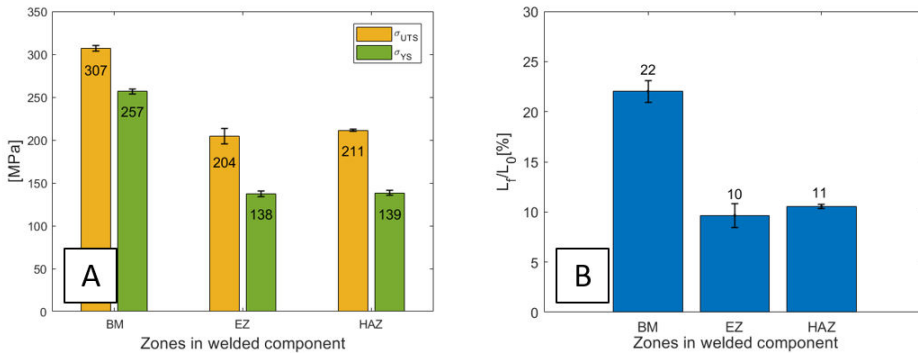 350
300
250
200
150
100
50
0
[MPa]
307
257
204
138
211
139
σUTS
σYS
A
BM EZ HAZ
Zones in welded component
30
25
20
15
10
5
0
Lf/L0[%]
22
10
11
B
BM EZ HAZ
Zones in welded component